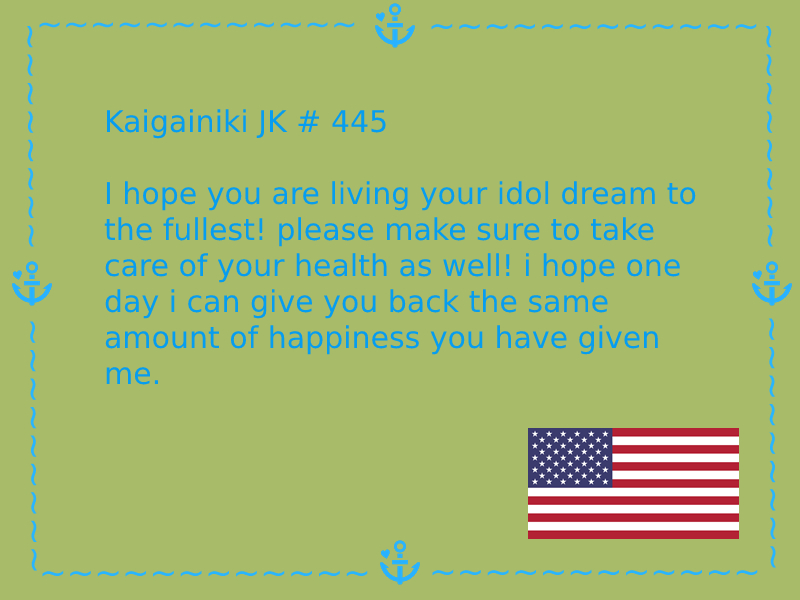 Kaigainiki JK # 445
I hope you are living your idol dream to
the fullest! please make sure to take
care of your health as well! i hope one
day i can give you back the same
amount of happiness you have given
me.